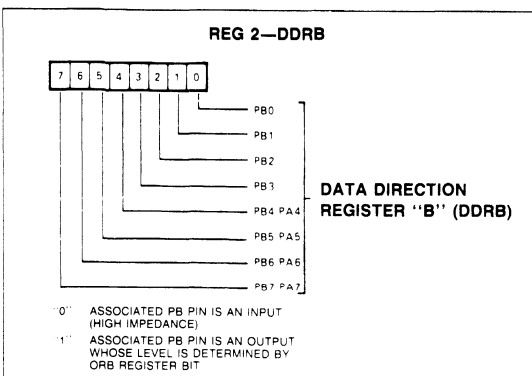 REG 2—DDRB
7 6 5 4 3 2 1 0
PB0
PB1
PB2
PB3
PB4 PA4
PB5 PA5
PB6 PA6
PB7 PA7
DATA DIRECTION
REGISTER "B" (DDRB)
"0" ASSOCIATED PB PIN IS AN INPUT
(HIGH IMPEDANCE)
"1" ASSOCIATED PB PIN IS AN OUTPUT
WHOSE LEVEL IS DETERMINED BY
ORB REGISTER BIT